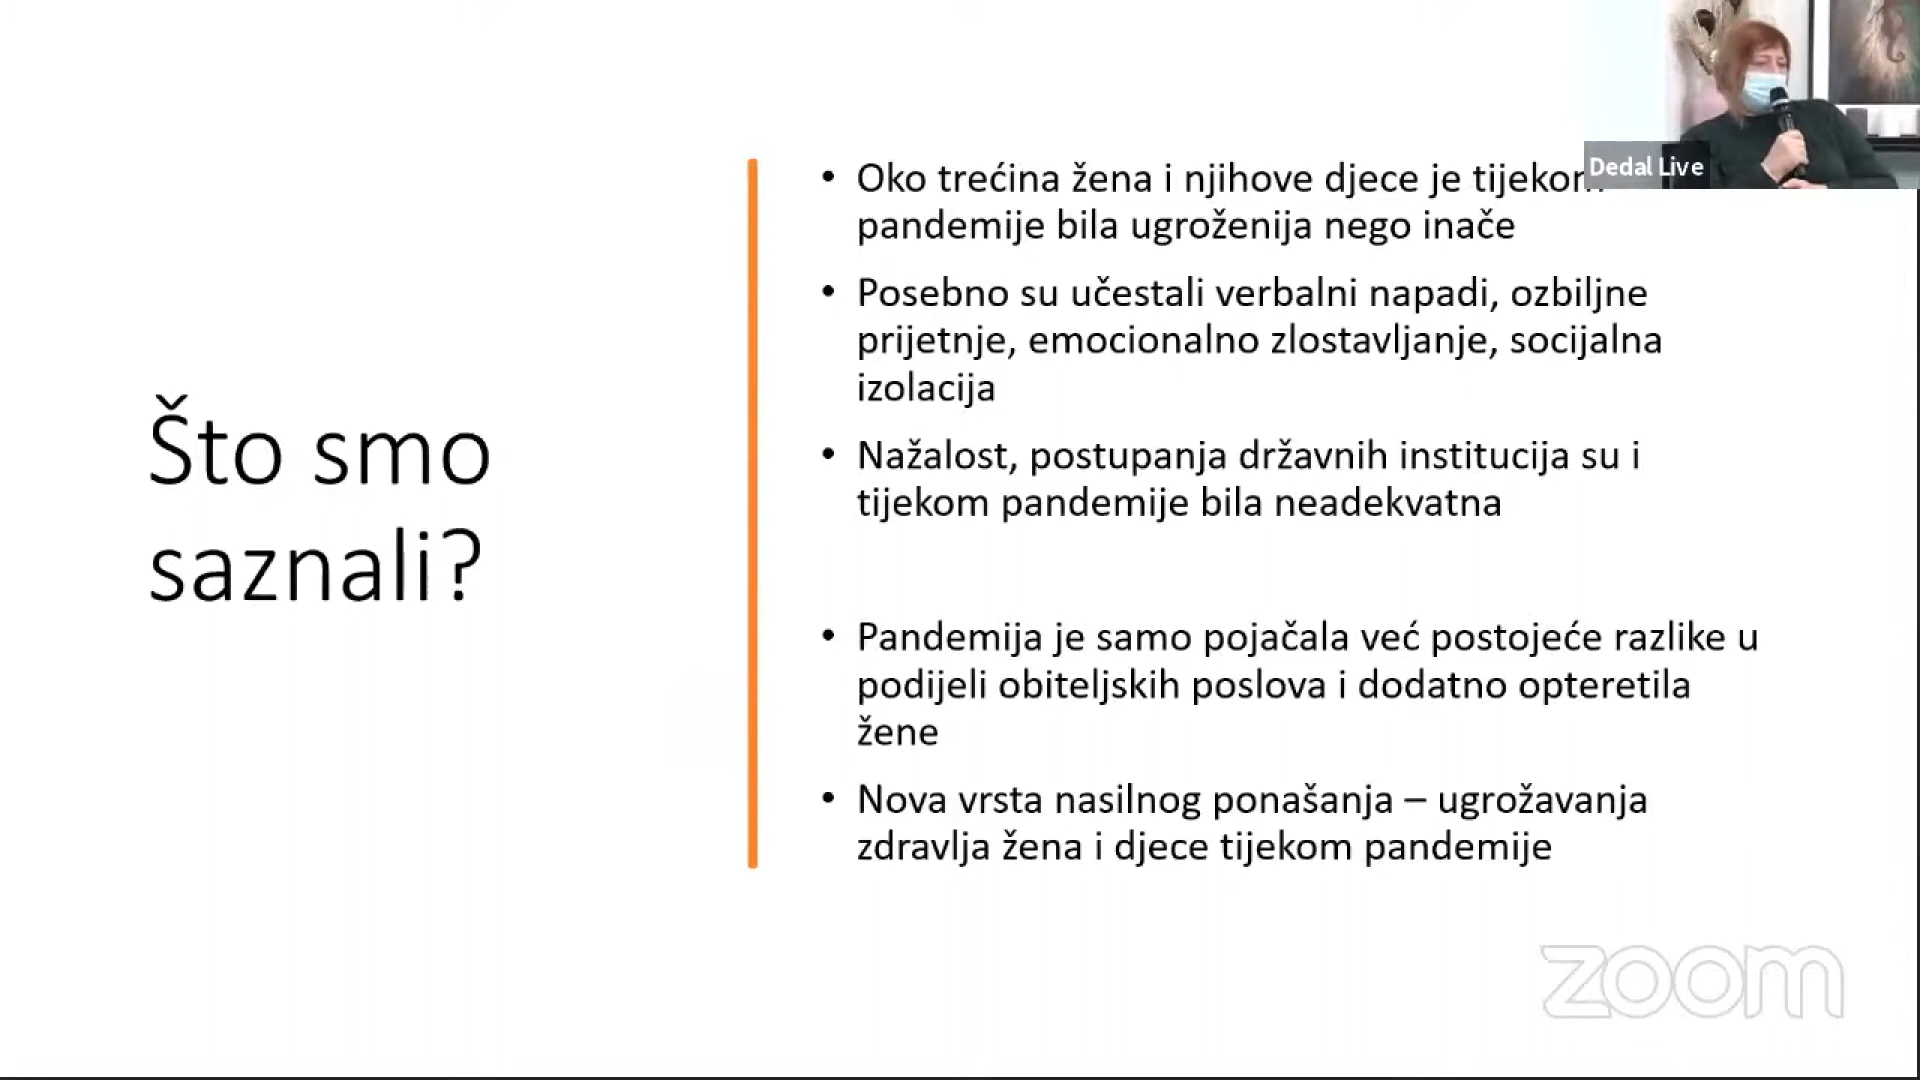 Što smo
saznali?
• Oko trećina žena i njihove djece je tijekom
pandemije bila ugroženija nego inače
• Posebno su učestali verbalni napadi, ozbiljne
prijetnje, emocionalno zlostavljanje, socijalna
izolacija
• Nažalost, postupanja državnih institucija su i
tijekom pandemije bila neadekvatna
• Pandemija je samo pojačala već postojeće razlike u
podijeli obiteljskih poslova i dodatno opteretila
žene
• Nova vrsta nasilnog ponašanja – ugrožavanja
zdravlja žena i djece tijekom pandemije
Dedal Live
zoom